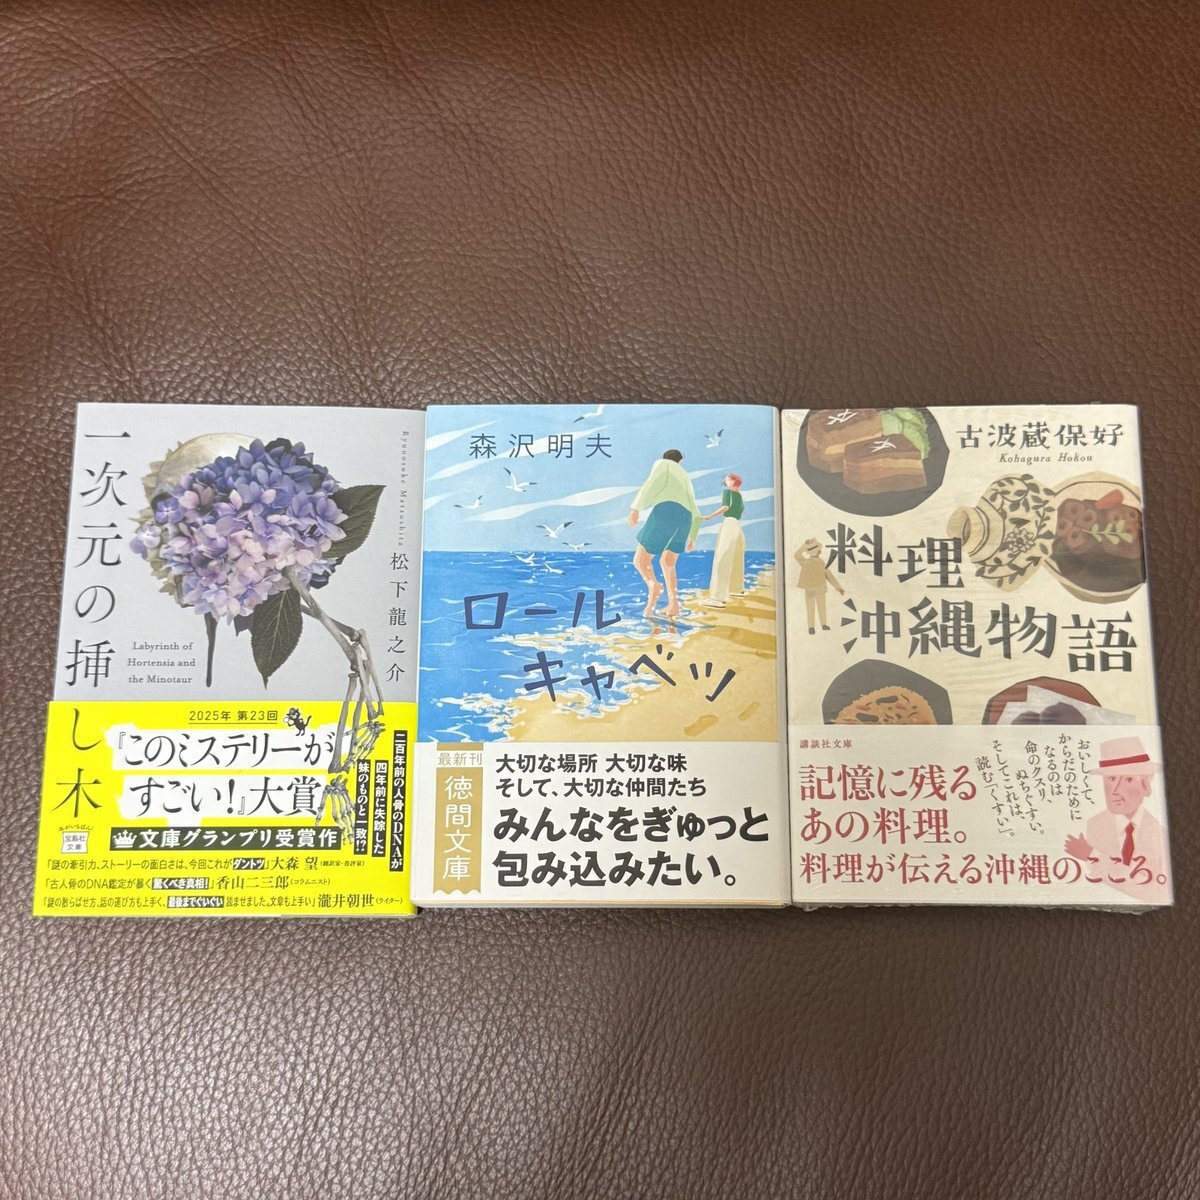 一次元の挿し木
Ryunosuke Matsushita
松下龍之介
Labyrinth of
Hortensia and
the Minotaur
2025年 第23回
『このミステリーが
すごい!』大賞
文庫グランプリ受賞作
二百年前の人骨のDNAが
四年前に失踪した
妹のものと一致!?
宝島社
文庫
「謎の牽引力、ストーリーの面白さは、今回これがダントツ」大森 望(翻訳家・書評家)
「古人骨のDNA鑑定が暴く驚くべき真相!」香山二三郎(コラムニスト)
「謎の散らばせ方、話の運び方も上手く、最後までぐいぐい読ませました。文章も上手い」瀧井朝世(ライター)
森沢明夫
ロール
キャベツ
最新刊
徳間文庫
大切な場所 大切な味
そして、大切な仲間たち
みんなをぎゅっと
包み込みたい。
古波蔵保好
Kohagura Hokou
料理
沖縄物語
講談社文庫
記憶に残る
あの料理。
料理が伝える沖縄のこころ。
おいしくて、
からだのために
なるのは
命のクスリ、
ぬちぐすい。
そしてこれは、
読む「くすい」。